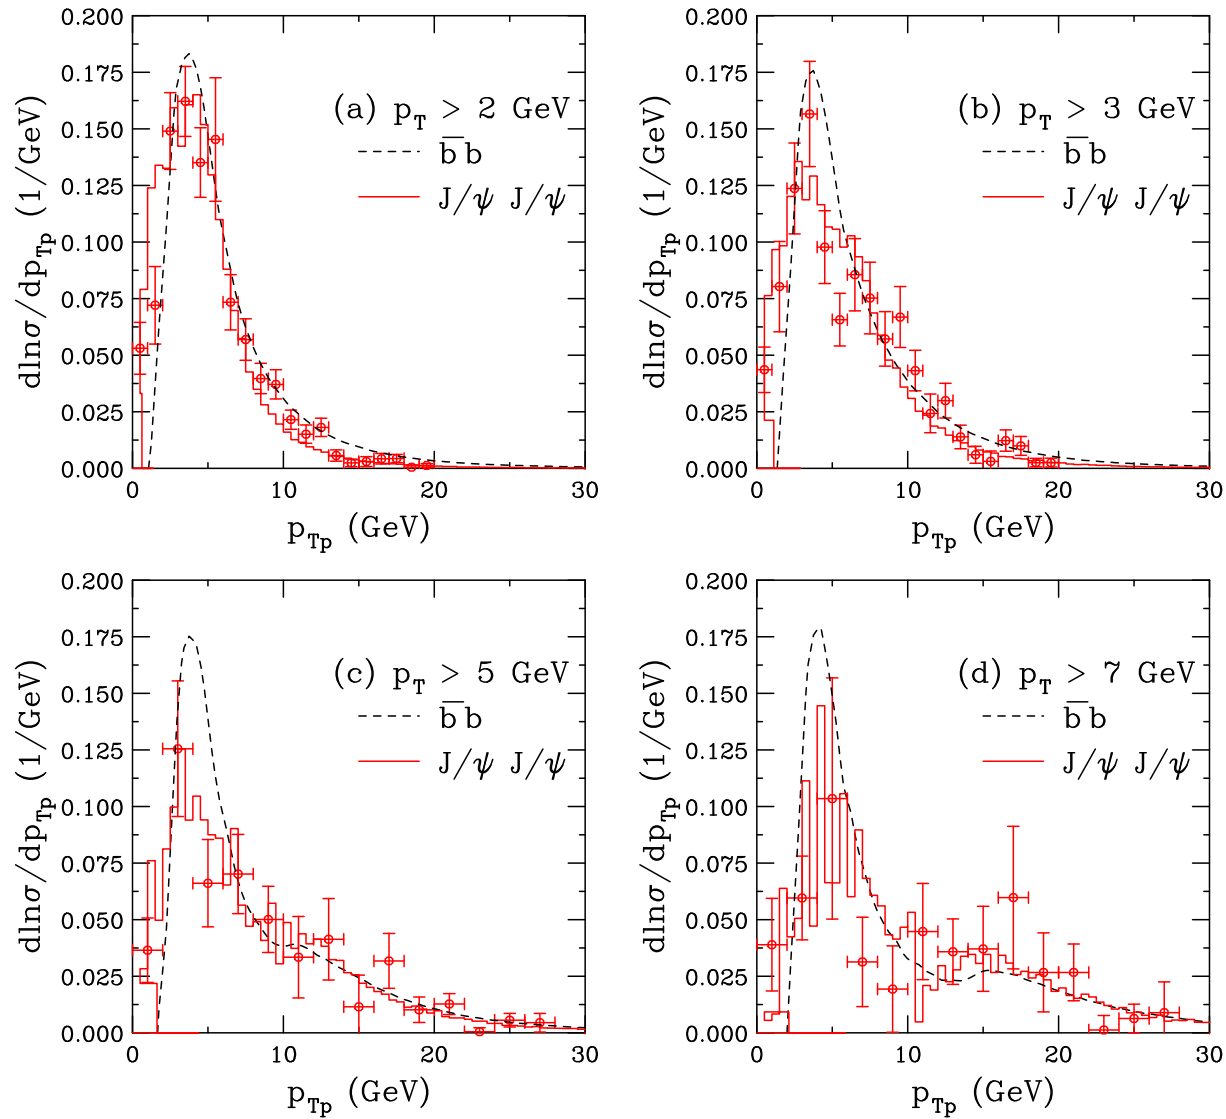 0.200
0.175
0.150
0.125
0.100
0.075
0.050
0.025
0.000
dlnσ/dp_Tp (1/GeV)
(a) p_T > 2 GeV
b̅b
J/ψ J/ψ
0 10 20 30
p_Tp (GeV)
0.200
0.175
0.150
0.125
0.100
0.075
0.050
0.025
0.000
dlnσ/dp_Tp (1/GeV)
(b) p_T > 3 GeV
b̅b
J/ψ J/ψ
0 10 20 30
p_Tp (GeV)
0.200
0.175
0.150
0.125
0.100
0.075
0.050
0.025
0.000
dlnσ/dp_Tp (1/GeV)
(c) p_T > 5 GeV
b̅b
J/ψ J/ψ
0 10 20 30
p_Tp (GeV)
0.200
0.175
0.150
0.125
0.100
0.075
0.050
0.025
0.000
dlnσ/dp_Tp (1/GeV)
(d) p_T > 7 GeV
b̅b
J/ψ J/ψ
0 10 20 30
p_Tp (GeV)